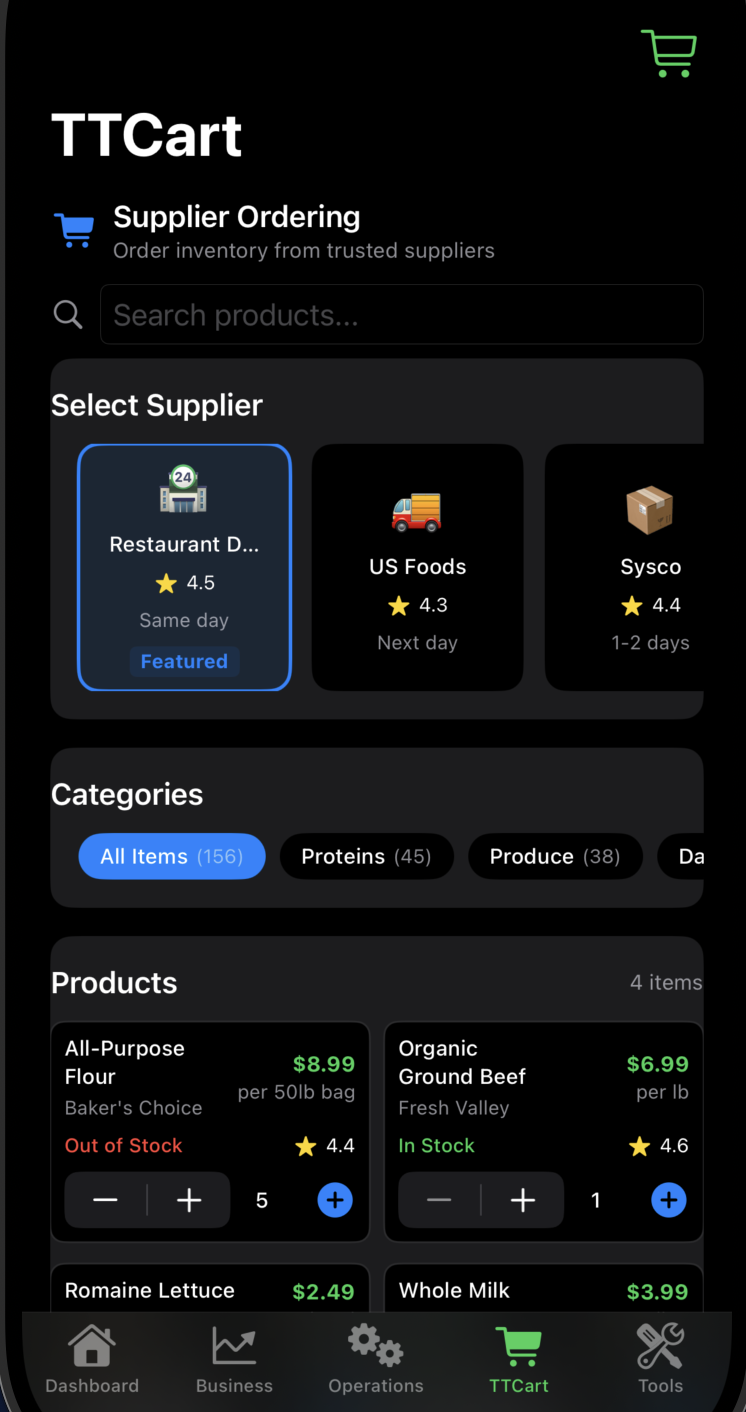 TTCart
Supplier Ordering
Order inventory from trusted suppliers
Search products...
Select Supplier
24
Restaurant D...
4.5
Same day
Featured
US Foods
4.3
Next day
Sysco
4.4
1-2 days
Categories
All Items (156)
Proteins (45)
Produce (38)
Da
Products
4 items
All-Purpose
Flour
$8.99
per 50lb bag
Baker's Choice
Out of Stock
4.4
5
Organic
Ground Beef
$6.99
per lb
Fresh Valley
In Stock
4.6
1
Romaine Lettuce
$2.49
Whole Milk
$3.99
Dashboard
Business
Operations
TTCart
Tools